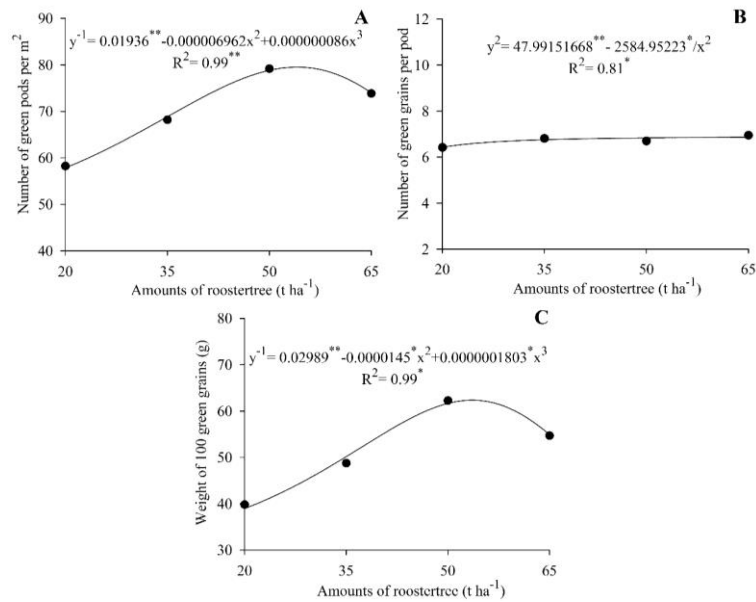 A
y⁻¹ = 0.01936**-0.000006962x²+0.000000086x³
R² = 0.99**
Number of green pods per m²
90
80
70
60
50
40
20 35 50 65
Amounts of roostertree (t ha⁻¹)
B
y² = 47.99151668**- 2584.95223*/x²
R² = 0.81*
Number of green grains per pod
12
10
8
6
4
2
20 35 50 65
Amounts of roostertree (t ha⁻¹)
C
y⁻¹ = 0.02989**-0.0000145*x²+0.0000001803*x³
R² = 0.99*
Weight of 100 green grains (g)
80
70
60
50
40
30
20 35 50 65
Amounts of roostertree (t ha⁻¹)